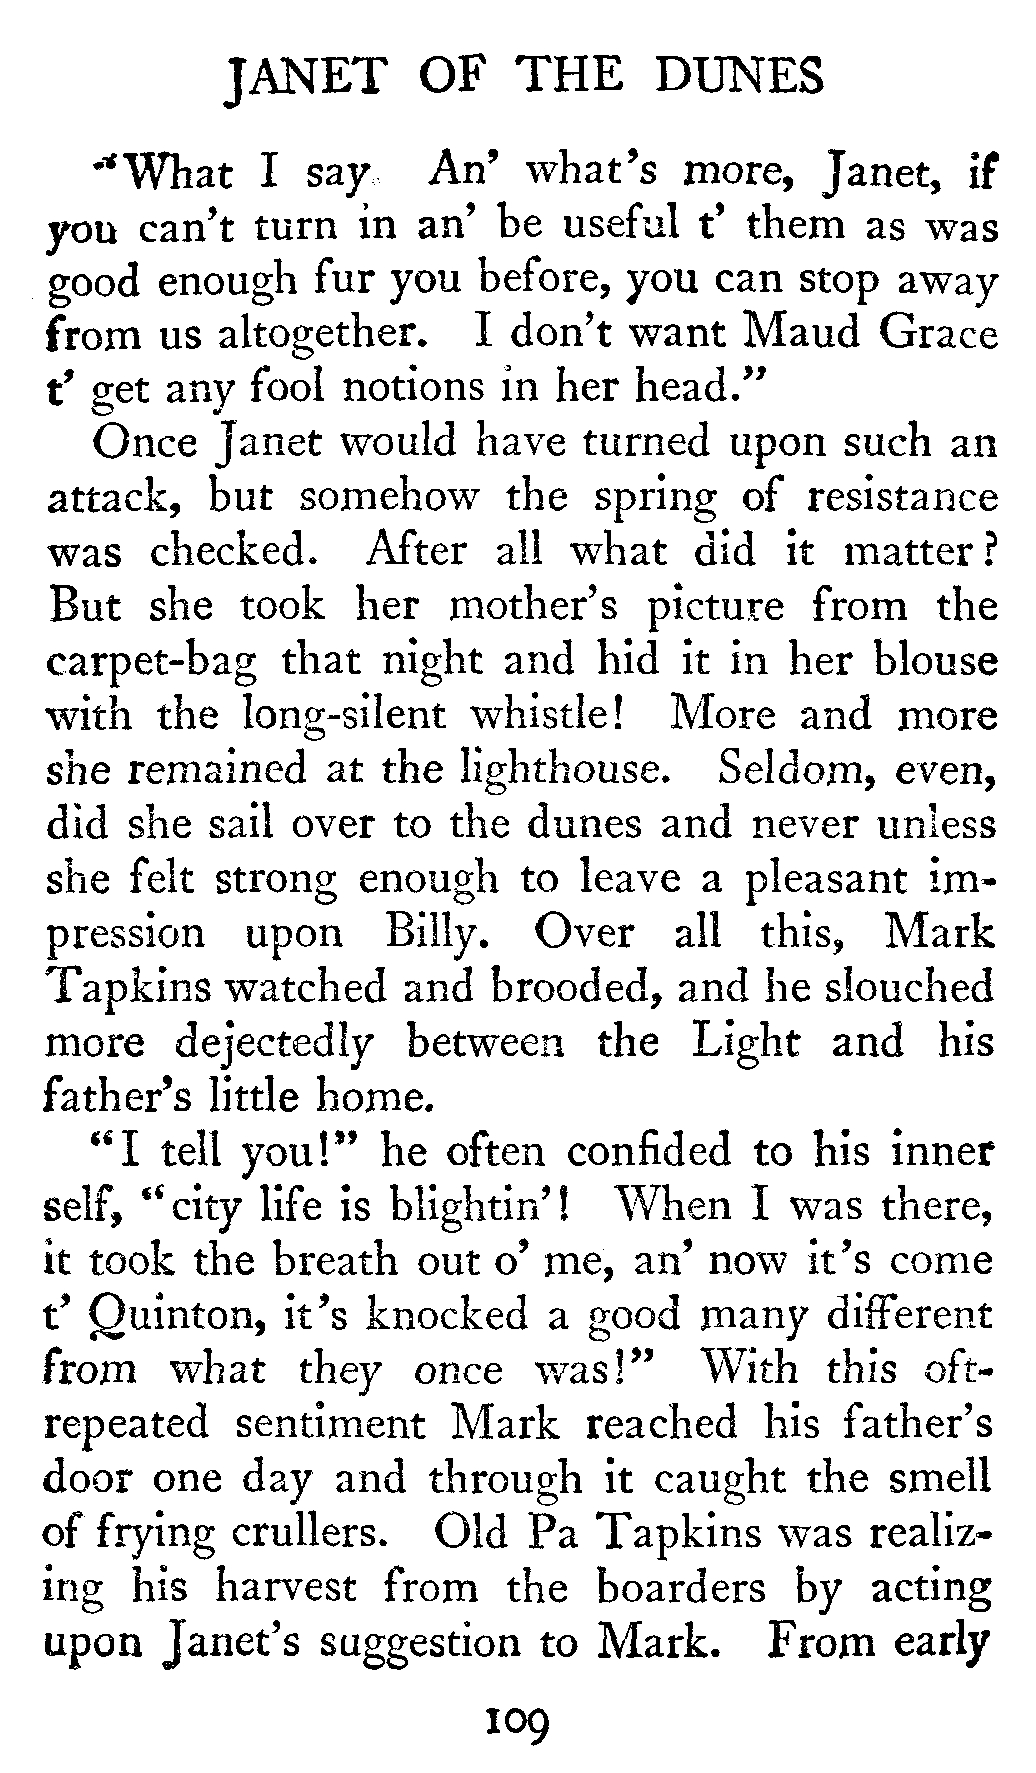 JANET OF THE DUNES
"What I say. An' what's more, Janet, if
you can't turn in an' be useful t' them as was
good enough fur you before, you can stop away
from us altogether. I don't want Maud Grace
t' get any fool notions in her head."
Once Janet would have turned upon such an
attack, but somehow the spring of resistance
was checked. After all what did it matter?
But she took her mother's picture from the
carpet-bag that night and hid it in her blouse
with the long-silent whistle! More and more
she remained at the lighthouse. Seldom, even,
did she sail over to the dunes and never unless
she felt strong enough to leave a pleasant im-
pression upon Billy. Over all this, Mark
Tapkins watched and brooded, and he slouched
more dejectedly between the Light and his
father's little home.
"I tell you!" he often confided to his inner
self, "city life is blightin'! When I was there,
it took the breath out o' me, an' now it's come
t' Quinton, it's knocked a good many different
from what they once was!" With this oft-
repeated sentiment Mark reached his father's
door one day and through it caught the smell
of frying crullers. Old Pa Tapkins was realiz-
ing his harvest from the boarders by acting
upon Janet's suggestion to Mark. From early
109